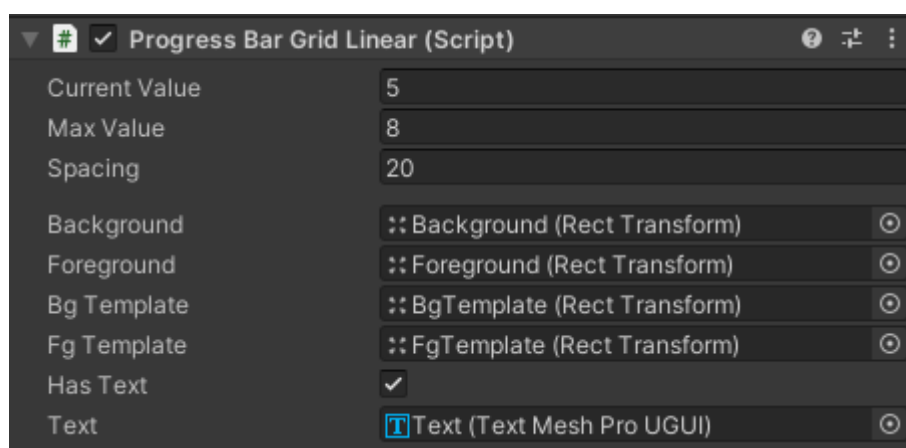 Progress Bar Grid Linear (Script)
Current Value 5
Max Value 8
Spacing 20
Background Background (Rect Transform)
Foreground Foreground (Rect Transform)
Bg Template BgTemplate (Rect Transform)
Fg Template FgTemplate (Rect Transform)
Has Text
Text Text (Text Mesh Pro UGUI)